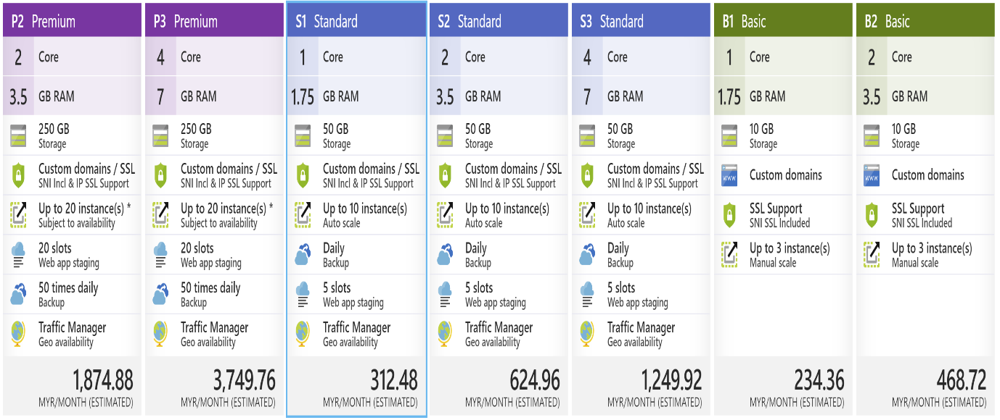 P2 Premium
2 Core
3.5 GB RAM
250 GB
Storage
Custom domains / SSL
SNI Incl & IP SSL Support
Up to 20 instance(s) *
Subject to availability
20 slots
Web app staging
50 times daily
Backup
Traffic Manager
Geo availability
1,874.88
MYR/MONTH (ESTIMATED)
P3 Premium
4 Core
7 GB RAM
250 GB
Storage
Custom domains / SSL
SNI Incl & IP SSL Support
Up to 20 instance(s) *
Subject to availability
20 slots
Web app staging
50 times daily
Backup
Traffic Manager
Geo availability
3,749.76
MYR/MONTH (ESTIMATED)
S1 Standard
1 Core
1.75 GB RAM
50 GB
Storage
Custom domains / SSL
SNI Incl & IP SSL Support
Up to 10 instance(s)
Auto scale
Daily
Backup
5 slots
Web app staging
Traffic Manager
Geo availability
312.48
MYR/MONTH (ESTIMATED)
S2 Standard
2 Core
3.5 GB RAM
50 GB
Storage
Custom domains / SSL
SNI Incl & IP SSL Support
Up to 10 instance(s)
Auto scale
Daily
Backup
5 slots
Web app staging
Traffic Manager
Geo availability
624.96
MYR/MONTH (ESTIMATED)
S3 Standard
4 Core
7 GB RAM
50 GB
Storage
Custom domains / SSL
SNI Incl & IP SSL Support
Up to 10 instance(s)
Auto scale
Daily
Backup
5 slots
Web app staging
Traffic Manager
Geo availability
1,249.92
MYR/MONTH (ESTIMATED)
B1 Basic
1 Core
1.75 GB RAM
10 GB
Storage
www
Custom domains
SSL Support
SNI SSL Included
Up to 3 instance(s)
Manual scale
234.36
MYR/MONTH (ESTIMATED)
B2 Basic
2 Core
3.5 GB RAM
10 GB
Storage
www
Custom domains
SSL Support
SNI SSL Included
Up to 3 instance(s)
Manual scale
468.72
MYR/MONTH (ESTIMATED)